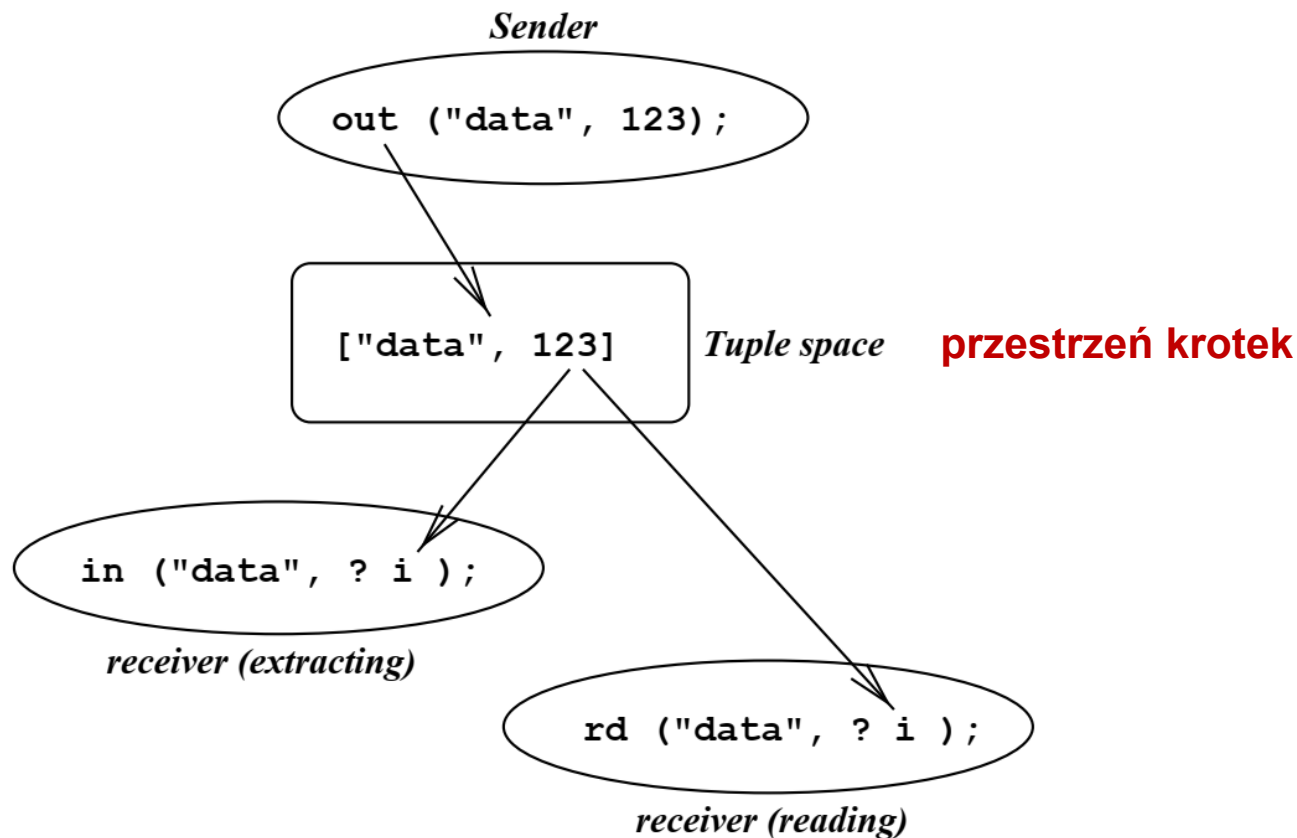 Sender
out ("data", 123);
["data", 123]
Tuple space
przestrzeń krotek
in ("data", ? i );
receiver (extracting)
rd ("data", ? i );
receiver (reading)